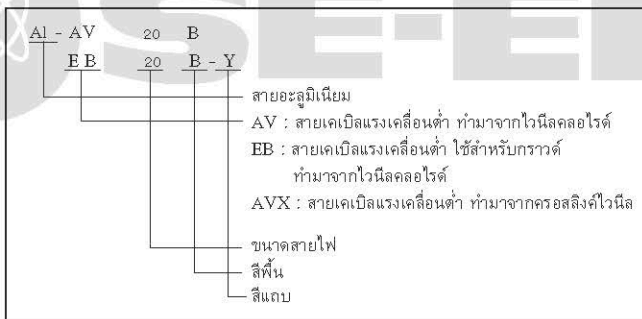 SE-ED
Al - AV 20 B
EB 20 B - Y
สายอะลูมิเนียม
AV : สายเคเบิลแรงเคลื่อนต่ำ ทำมาจากไวนีลคลอไรด์
EB : สายเคเบิลแรงเคลื่อนต่ำ ใช้สำหรับกราวด์
ทำมาจากไวนีลคลอไรด์
AVX : สายเคเบิลแรงเคลื่อนต่ำ ทำมาจากครอสลิงค์ไวนีล
ขนาดสายไฟ
สีพื้น
สีแถบ